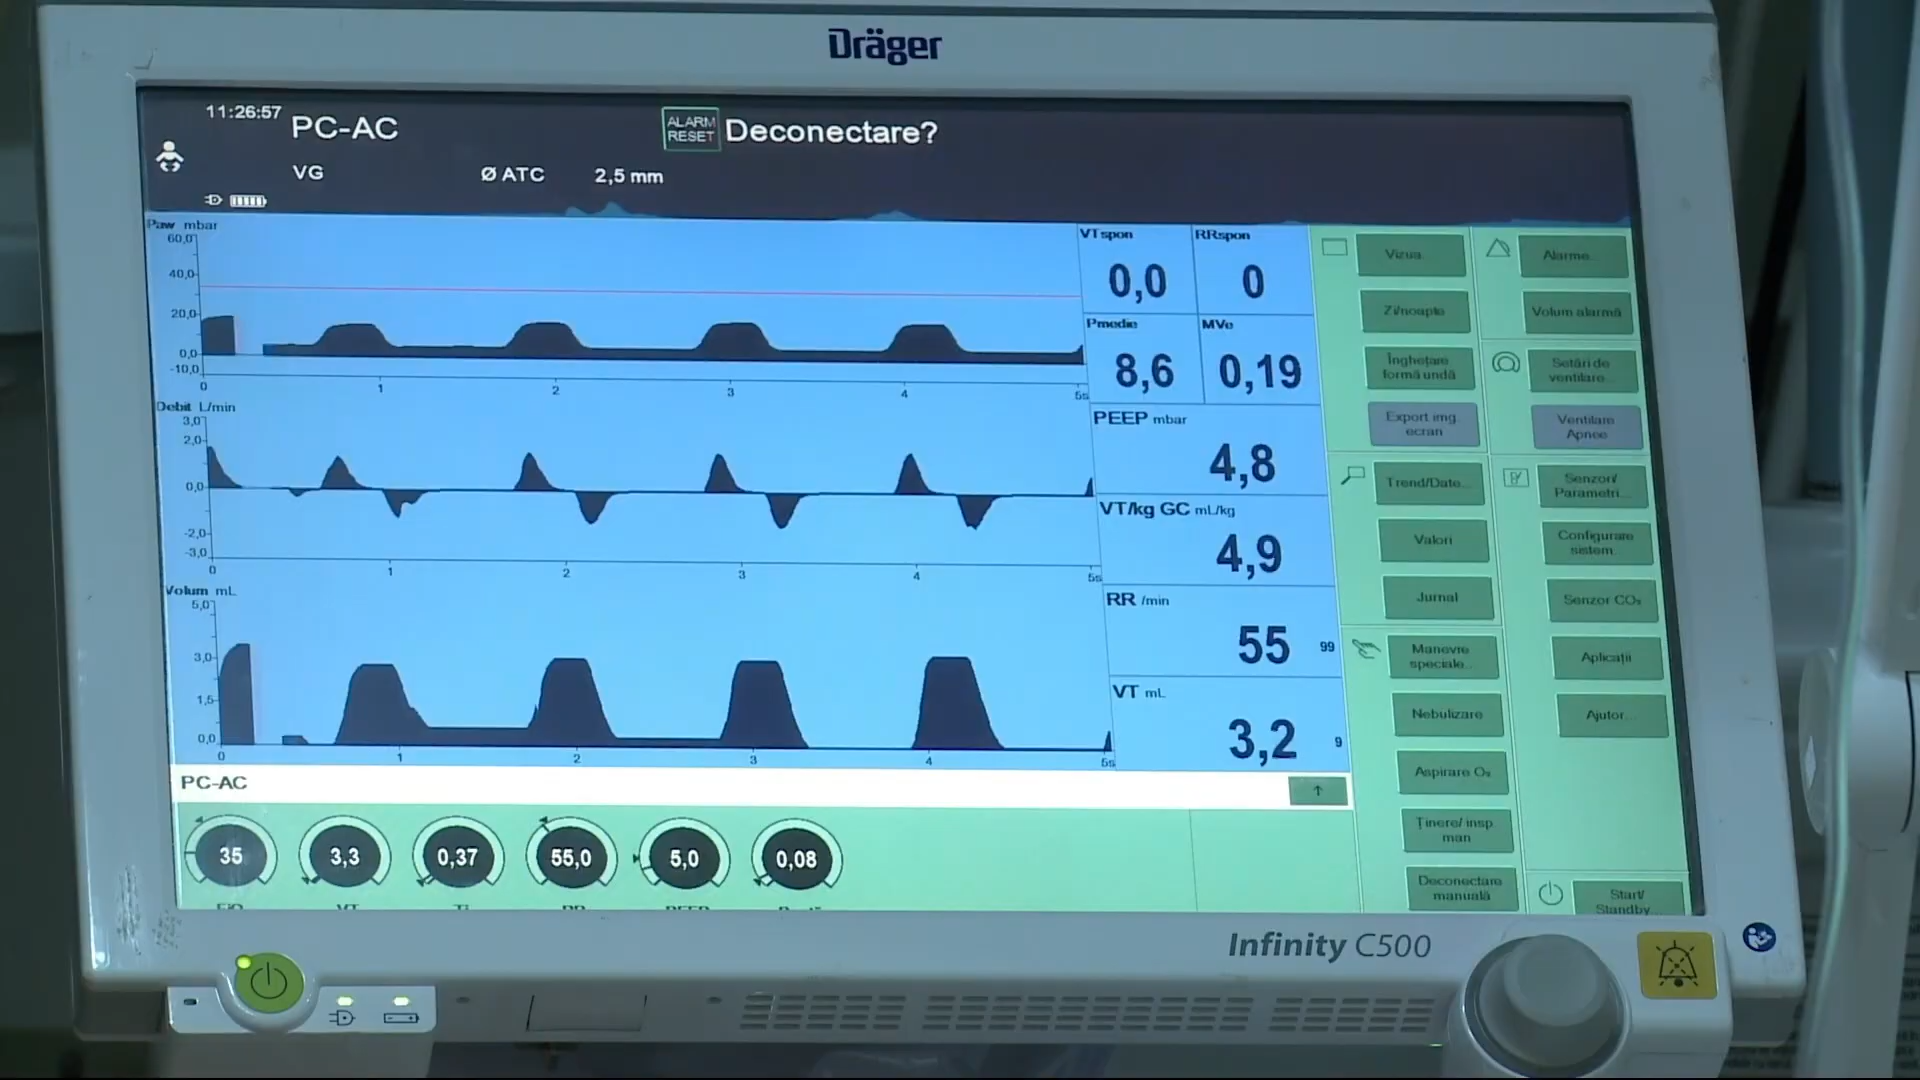 Dräger
11:26:57
PC-AC
ALARM
RESET
Deconectare?
VG
Ø ATC
2,5 mm
Paw mbar
60,0
40,0
20,0
0,0
-10,0
0 1 2 3 4 5s
Debit L/min
3,0
2,0
0,0
-2,0
-3,0
0 1 2 3 4 5s
Volum mL
5,0
3,0
1,5
0,0
0 1 2 3 4 5s
VTspon
0,0
RRspon
0
Pmedie
8,6
MVe
0,19
PEEP mbar
4,8
VT/kg GC mL/kg
4,9
RR /min
55
99
VT mL
3,2
9
Vizua...
Zi/noapte
Înghețare
formă undă
Export img.
ecran
Trend/Date...
Valori
Jurnal
Manevre
speciale...
Nebulizare
Aspirare O₂
Ținere/ insp
man
Deconectare
manuală
Alarme...
Volum alarmă
Setări de
ventilare...
Ventilare
Apnee
Senzor/
Parametri...
Configurare
sistem...
Senzor CO₂
Aplicații
Ajutor...
Start/
Standby...
PC-AC
↑
35
3,3
0,37
55,0
5,0
0,08
Infinity C500